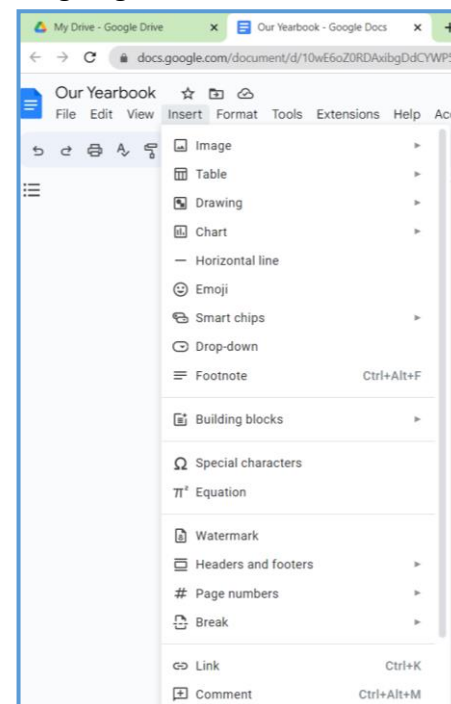 My Drive - Google Drive
Our Yearbook - Google Docs
docs.google.com/document/d/10wE6oZ0RDAxibgDdCYWP5
Our Yearbook
File Edit View Insert Format Tools Extensions Help
Image
Table
Drawing
Chart
Horizontal line
Emoji
Smart chips
Drop-down
Footnote Ctrl+Alt+F
Building blocks
Ω Special characters
π² Equation
Watermark
Headers and footers
# Page numbers
Break
Link Ctrl+K
Comment Ctrl+Alt+M